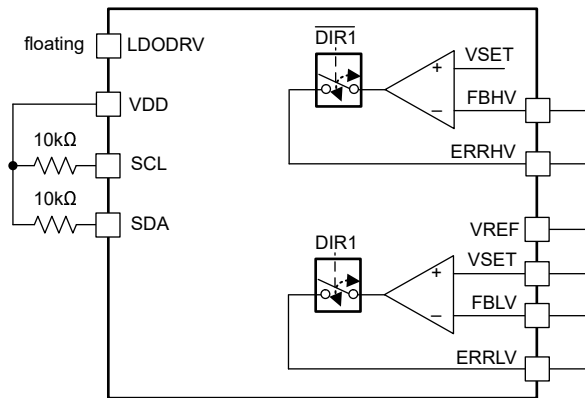 floating
LDODRV
VDD
10kΩ
SCL
10kΩ
SDA
DIR1
+
VSET
−
FBHV
ERRHV
VREF
DIR1
+
VSET
−
FBLV
ERRLV